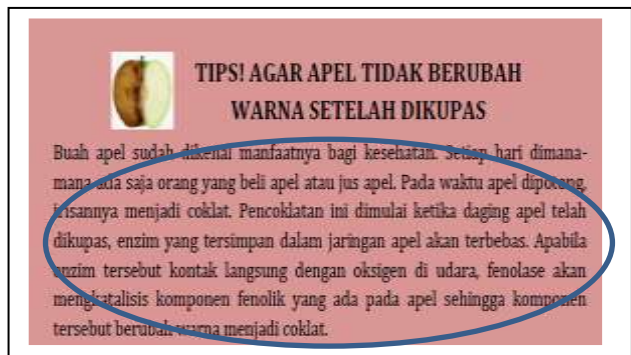 TIPS! AGAR APEL TIDAK BERUBAH
WARNA SETELAH DIKUPAS
Buah apel sudah dikenal manfaatnya bagi kesehatan. Setiap hari dimana-
mana ada saja orang yang beli apel atau jus apel. Pada waktu apel dipotong,
irisannya menjadi coklat. Pencoklatan ini dimulai ketika daging apel telah
dikupas, enzim yang tersimpan dalam jaringan apel akan terbebas. Apabila
enzim tersebut kontak langsung dengan oksigen di udara, fenolase akan
mengkatalisis komponen fenolik yang ada pada apel sehingga komponen
tersebut berubah warna menjadi coklat.